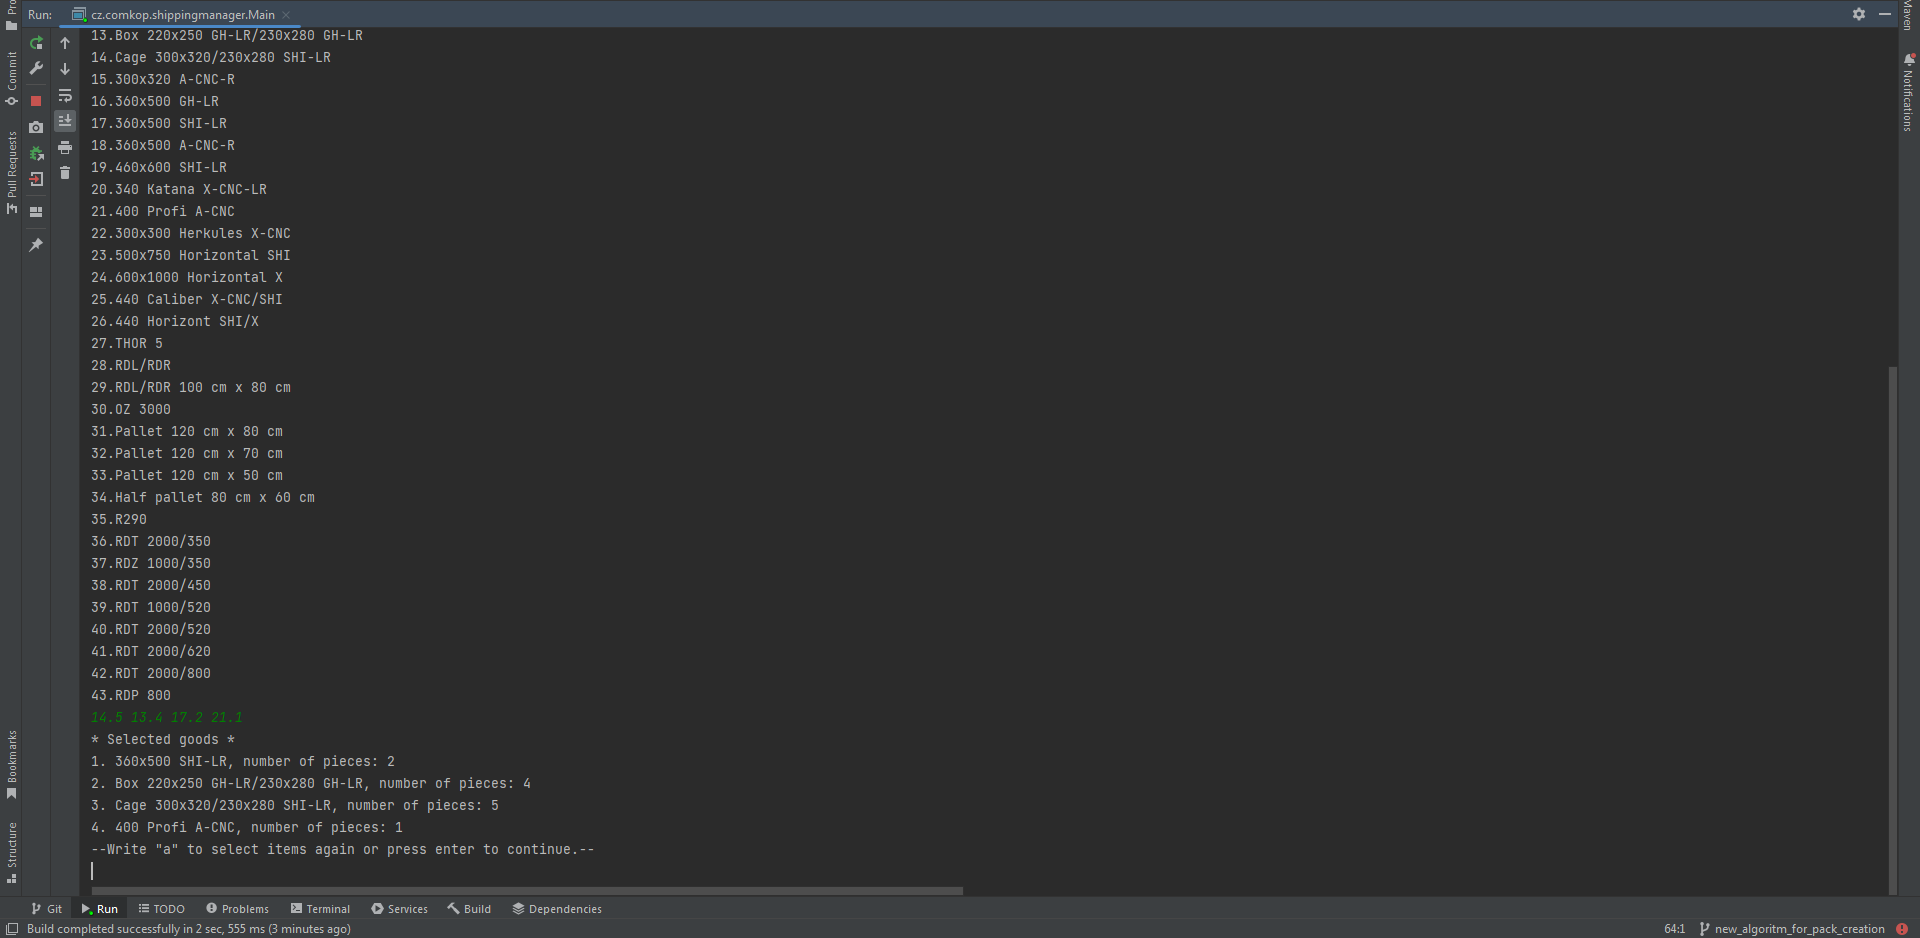 Run: cz.comkop.shippingmanager.Main
13.Box 220x250 GH-LR/230x280 GH-LR
14.Cage 300x320/230x280 SHI-LR
15.300x320 A-CNC-R
16.360x500 GH-LR
17.360x500 SHI-LR
18.360x500 A-CNC-R
19.460x600 SHI-LR
20.340 Katana X-CNC-LR
21.400 Profi A-CNC
22.300x300 Herkules X-CNC
23.500x750 Horizontal SHI
24.600x1000 Horizontal X
25.440 Caliber X-CNC/SHI
26.440 Horizont SHI/X
27.THOR 5
28.RDL/RDR
29.RDL/RDR 100 cm x 80 cm
30.OZ 3000
31.Pallet 120 cm x 80 cm
32.Pallet 120 cm x 70 cm
33.Pallet 120 cm x 50 cm
34.Half pallet 80 cm x 60 cm
35.R290
36.RDT 2000/350
37.RDZ 1000/350
38.RDT 2000/450
39.RDT 1000/520
40.RDT 2000/520
41.RDT 2000/620
42.RDT 2000/800
43.RDP 800
14.5 13.4 17.2 21.1
* Selected goods *
1. 360x500 SHI-LR, number of pieces: 2
2. Box 220x250 GH-LR/230x280 GH-LR, number of pieces: 4
3. Cage 300x320/230x280 SHI-LR, number of pieces: 5
4. 400 Profi A-CNC, number of pieces: 1
--Write "a" to select items again or press enter to continue.--
Commit
Pull Requests
Bookmarks
Structure
Maven
Notifications
Git Run TODO Problems Terminal Services Build Dependencies
Build completed successfully in 2 sec, 555 ms (3 minutes ago) 64:1 new_algoritm_for_pack_creation